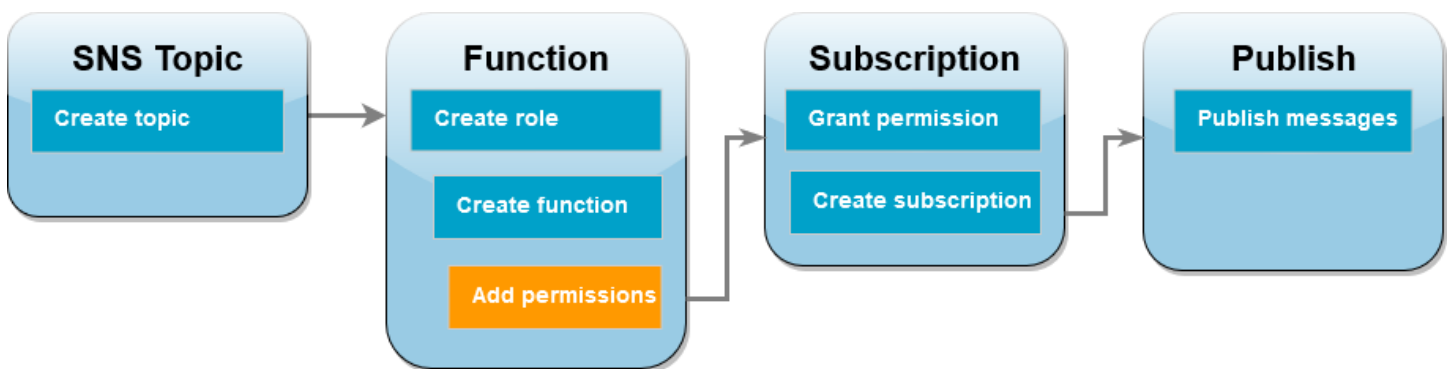 SNS Topic
Create topic
Function
Create role
Create function
Add permissions
Subscription
Grant permission
Create subscription
Publish
Publish messages